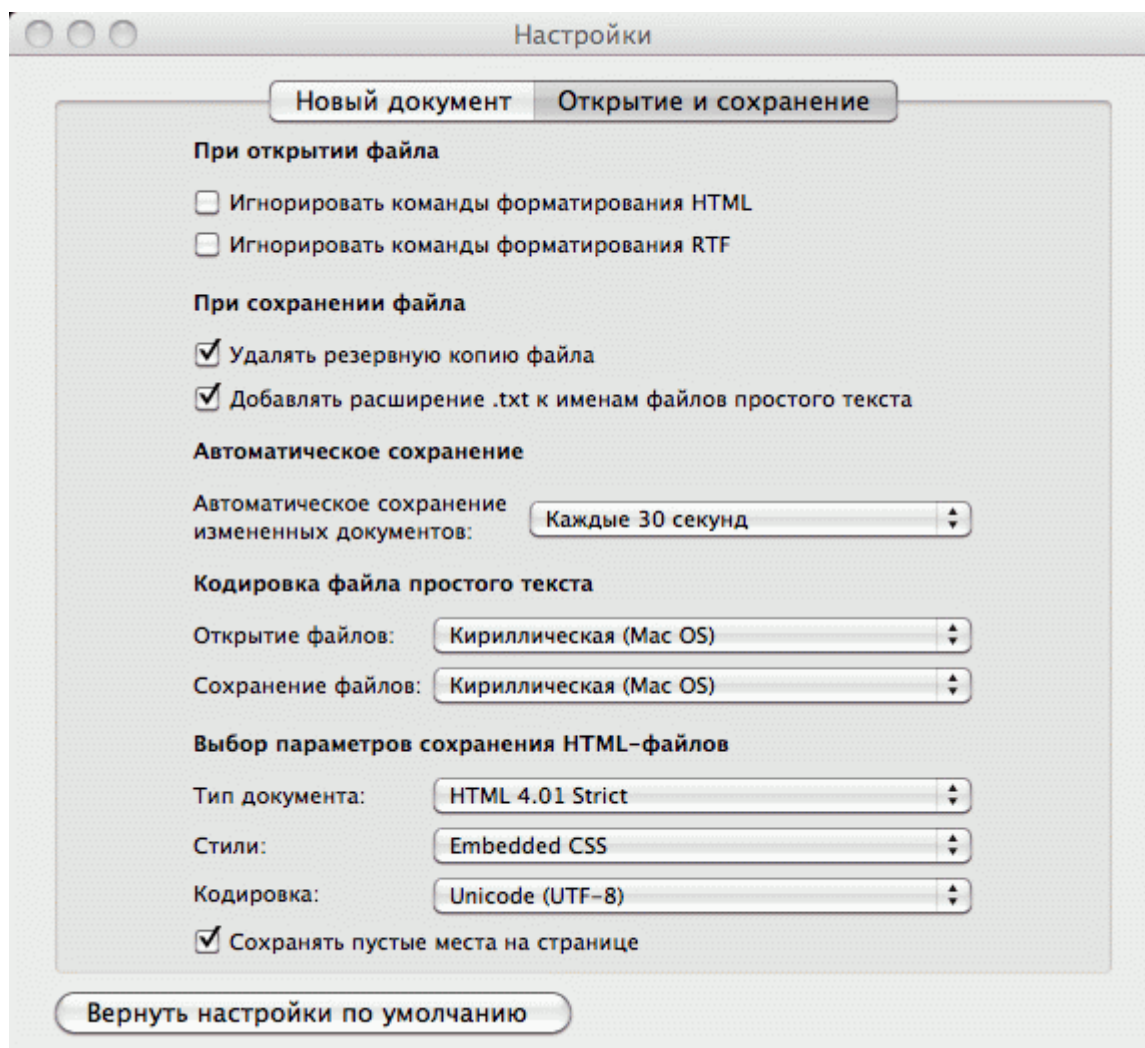 Настройки
Новый документ Открытие и сохранение
При открытии файла
Игнорировать команды форматирования HTML
Игнорировать команды форматирования RTF
При сохранении файла
Удалять резервную копию файла
Добавлять расширение .txt к именам файлов простого текста
Автоматическое сохранение
Автоматическое сохранение
измененных документов: Каждые 30 секунд
Кодировка файла простого текста
Открытие файлов: Кириллическая (Mac OS)
Сохранение файлов: Кириллическая (Mac OS)
Выбор параметров сохранения HTML-файлов
Тип документа: HTML 4.01 Strict
Стили: Embedded CSS
Кодировка: Unicode (UTF-8)
Сохранять пустые места на странице
Вернуть настройки по умолчанию